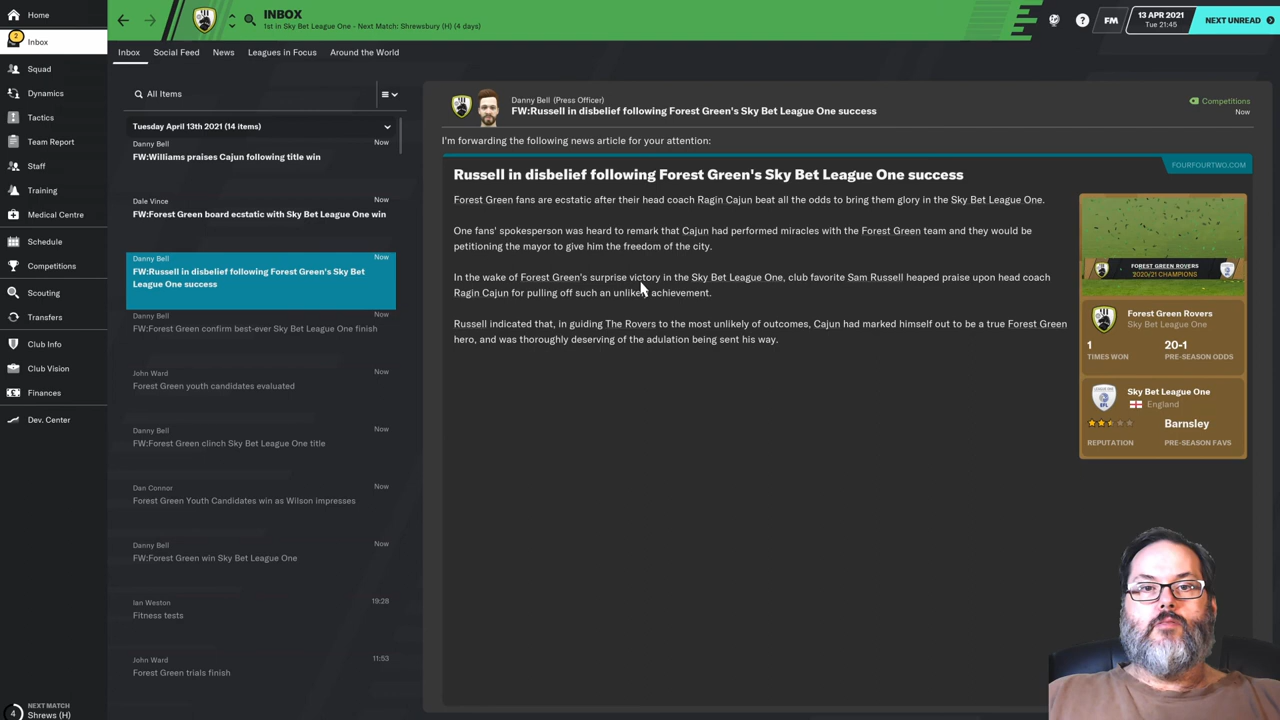 Home
Inbox
2
Squad
Dynamics
Tactics
Team Report
Staff
Training
Medical Centre
Schedule
Competitions
Scouting
Transfers
Club Info
Club Vision
Finances
Dev. Center
4
NEXT MATCH
Shrews (H)
INBOX
1st in Sky Bet League One - Next Match: Shrewsbury (H) (4 days)
?
FM
13 APR 2021
Tue 21:45
NEXT UNREAD
Inbox
Social Feed
News
Leagues in Focus
Around the World
All Items
Tuesday April 13th 2021 (14 items)
Danny Bell
Now
FW:Williams praises Cajun following title win
Dale Vince
Now
FW:Forest Green board ecstatic with Sky Bet League One win
Danny Bell
Now
FW:Russell in disbelief following Forest Green's Sky Bet
League One success
Danny Bell
Now
FW:Forest Green confirm best-ever Sky Bet League One finish
John Ward
Now
Forest Green youth candidates evaluated
Danny Bell
Now
FW:Forest Green clinch Sky Bet League One title
Dan Connor
Now
Forest Green Youth Candidates win as Wilson impresses
Danny Bell
Now
FW:Forest Green win Sky Bet League One
Ian Weston
19:28
Fitness tests
John Ward
11:53
Forest Green trials finish
Danny Bell (Press Officer)
FW:Russell in disbelief following Forest Green's Sky Bet League One success
Competitions
Now
I'm forwarding the following news article for your attention:
FOURFOURTWO.COM
Russell in disbelief following Forest Green's Sky Bet League One success
Forest Green fans are ecstatic after their head coach Ragin Cajun beat all the odds to bring them glory in the Sky Bet League One.
One fans' spokesperson was heard to remark that Cajun had performed miracles with the Forest Green team and they would be
petitioning the mayor to give him the freedom of the city.
In the wake of Forest Green's surprise victory in the Sky Bet League One, club favorite Sam Russell heaped praise upon head coach
Ragin Cajun for pulling off such an unlikely achievement.
Russell indicated that, in guiding The Rovers to the most unlikely of outcomes, Cajun had marked himself out to be a true Forest Green
hero, and was thoroughly deserving of the adulation being sent his way.
FOREST GREEN ROVERS
2020/21 CHAMPIONS
Forest Green Rovers
Sky Bet League One
1
20-1
TIMES WON
PRE-SEASON ODDS
Sky Bet League One
England
Barnsley
REPUTATION
PRE-SEASON FAVS